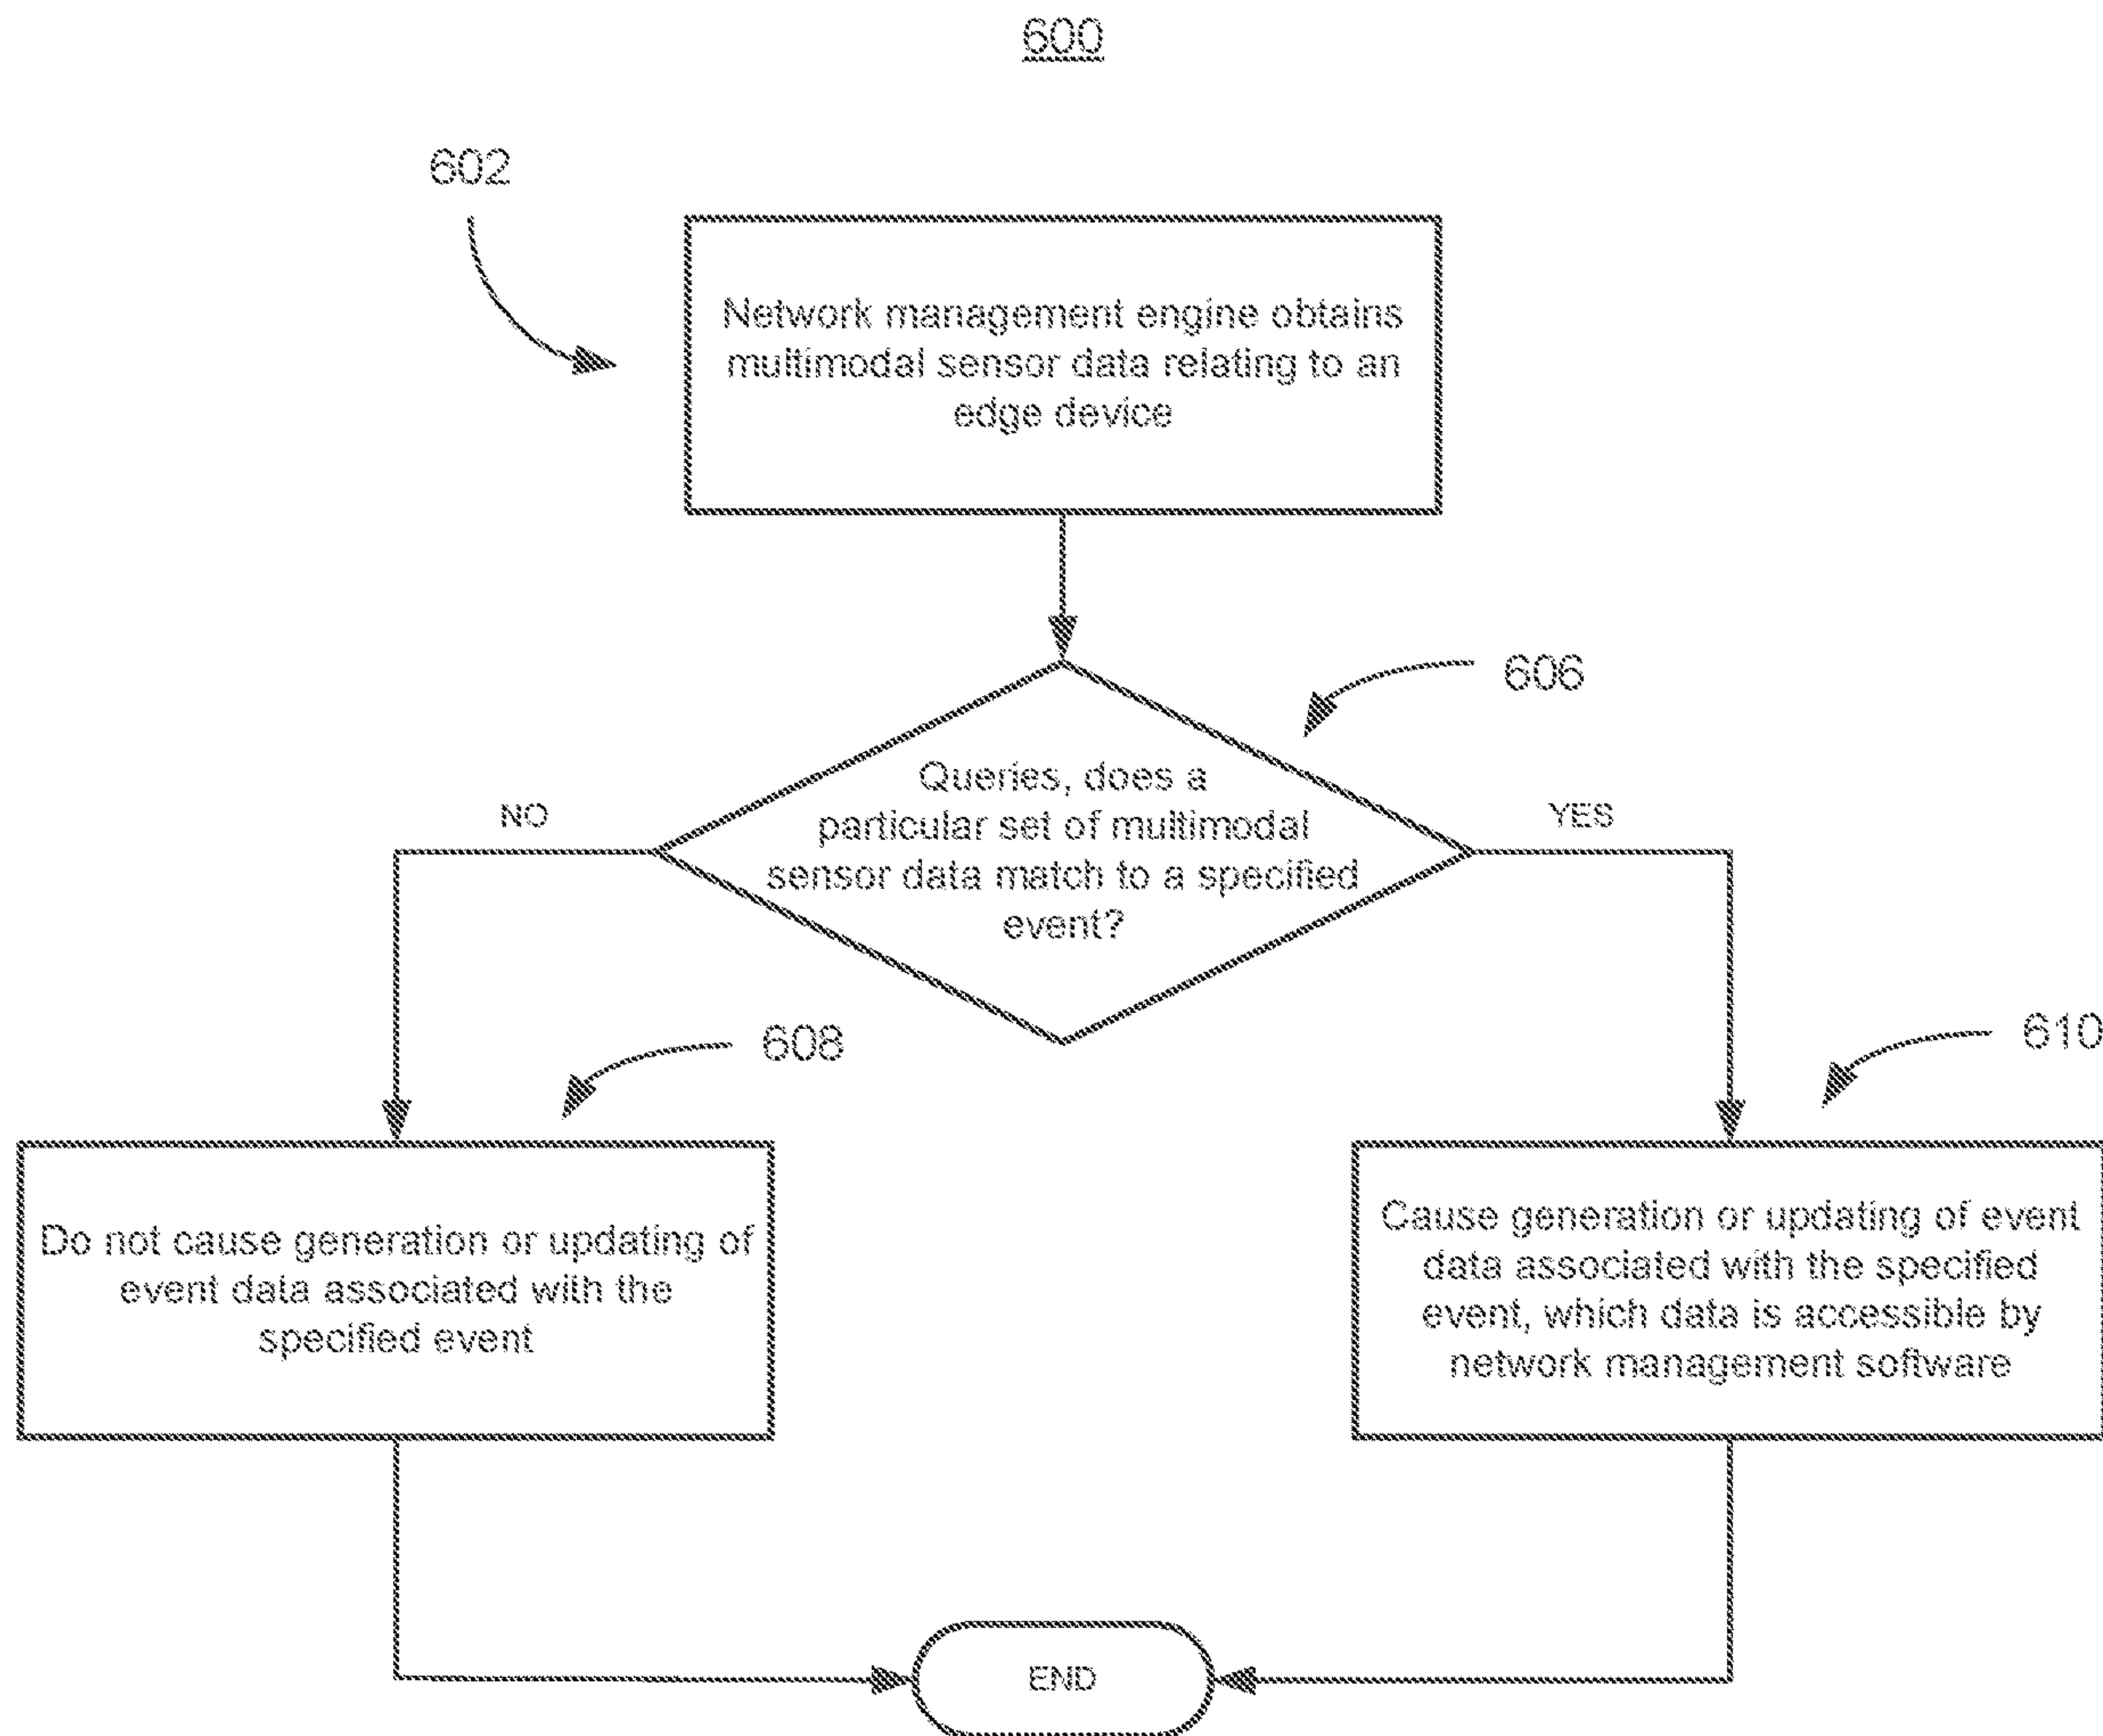 600
602
Network management engine obtains
multimodal sensor data relating to an
edge device
606
Queries, does a
particular set of multimodal
sensor data match to a specified
event?
NO
YES
608
610
Do not cause generation or updating of
event data associated with the
specified event
Cause generation or updating of event
data associated with the specified
event, which data is accessible by
network management software
END